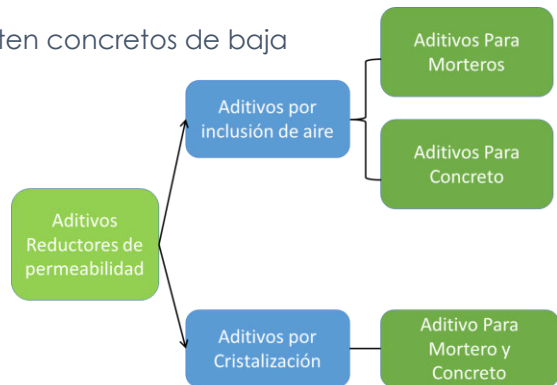 ten concretos de baja
Aditivos Para
Morteros
Aditivos por
inclusión de aire
Aditivos Para
Concreto
Aditivos
Reductores de
permeabilidad
Aditivos por
Cristalización
Aditivo Para
Mortero y
Concreto